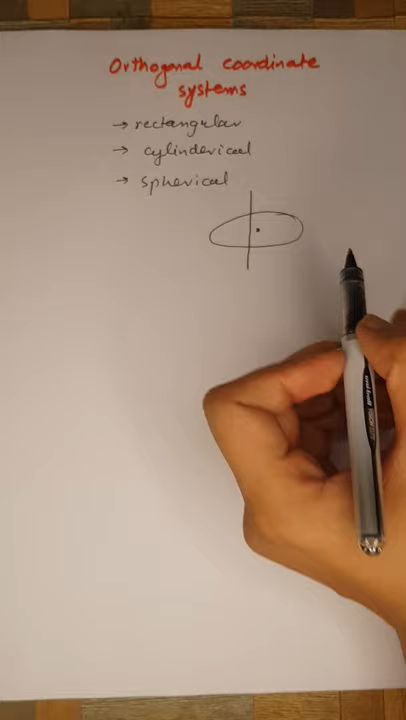 Orthogonal coordinate
systems
→ rectangular
→ cylinderical
→ spherical